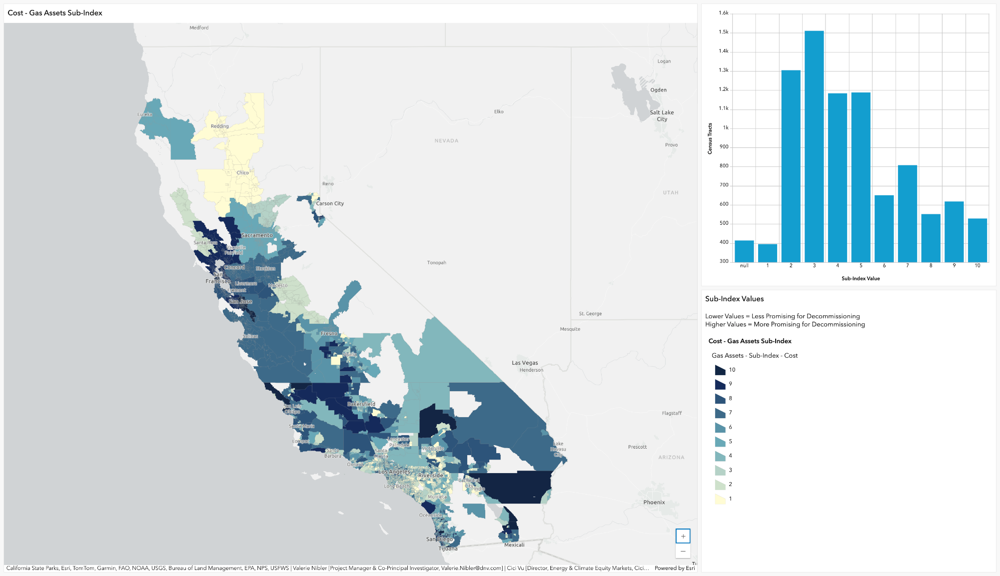 Cost - Gas Assets Sub-Index
Medford
Logan
Ogden
Salt Lake
City
Elko
Eureka
Redding
NEVADA
Provo
Chico
Reno
UTAH
Carson City
Sacramento
Santa Rosa
Vacaville
Fairfield
Tonopah
Concord
Stockton
San
Francisco
Livermore
Modesto
Fremont
San Jose
St. George
Mesquite
Fresno
Salinas
Visalia
Las Vegas
Henderson
Bakersfield
San Luis
Obispo
Flagstaff
Santa Maria
Lancaster
Palmdale
Lompoc
Lake
Havasu
City
Victorville
Prescott
Santa
Barbara
Santa
Clarita
ARIZONA
Oxnard
Los Angeles
Riverside
Cathedral
City
Indio
Long Beach
Murrieta
Phoenix
Oceanside
San Diego
Mexicali
Tijuana
Tu
+
−
California State Parks, Esri, TomTom, Garmin, FAO, NOAA, USGS, Bureau of Land Management, EPA, NPS, USFWS | Valerie Nibler [Project Manager & Co-Principal Investigator, Valerie.Nibler@dnv.com] | Cici Vu [Director, Energy & Climate Equity Markets, Cici... Powered by Esri
1.6k
1.5k
1.4k
1.3k
1.2k
1.1k
1k
900
800
700
600
500
400
300
Census Tracts
null 1 2 3 4 5 6 7 8 9 10
Sub-Index Value
Sub-Index Values
Lower Values = Less Promising for Decommissioning
Higher Values = More Promising for Decommissioning
Cost - Gas Assets Sub-Index
Gas Assets - Sub-Index - Cost
10
9
8
7
6
5
4
3
2
1